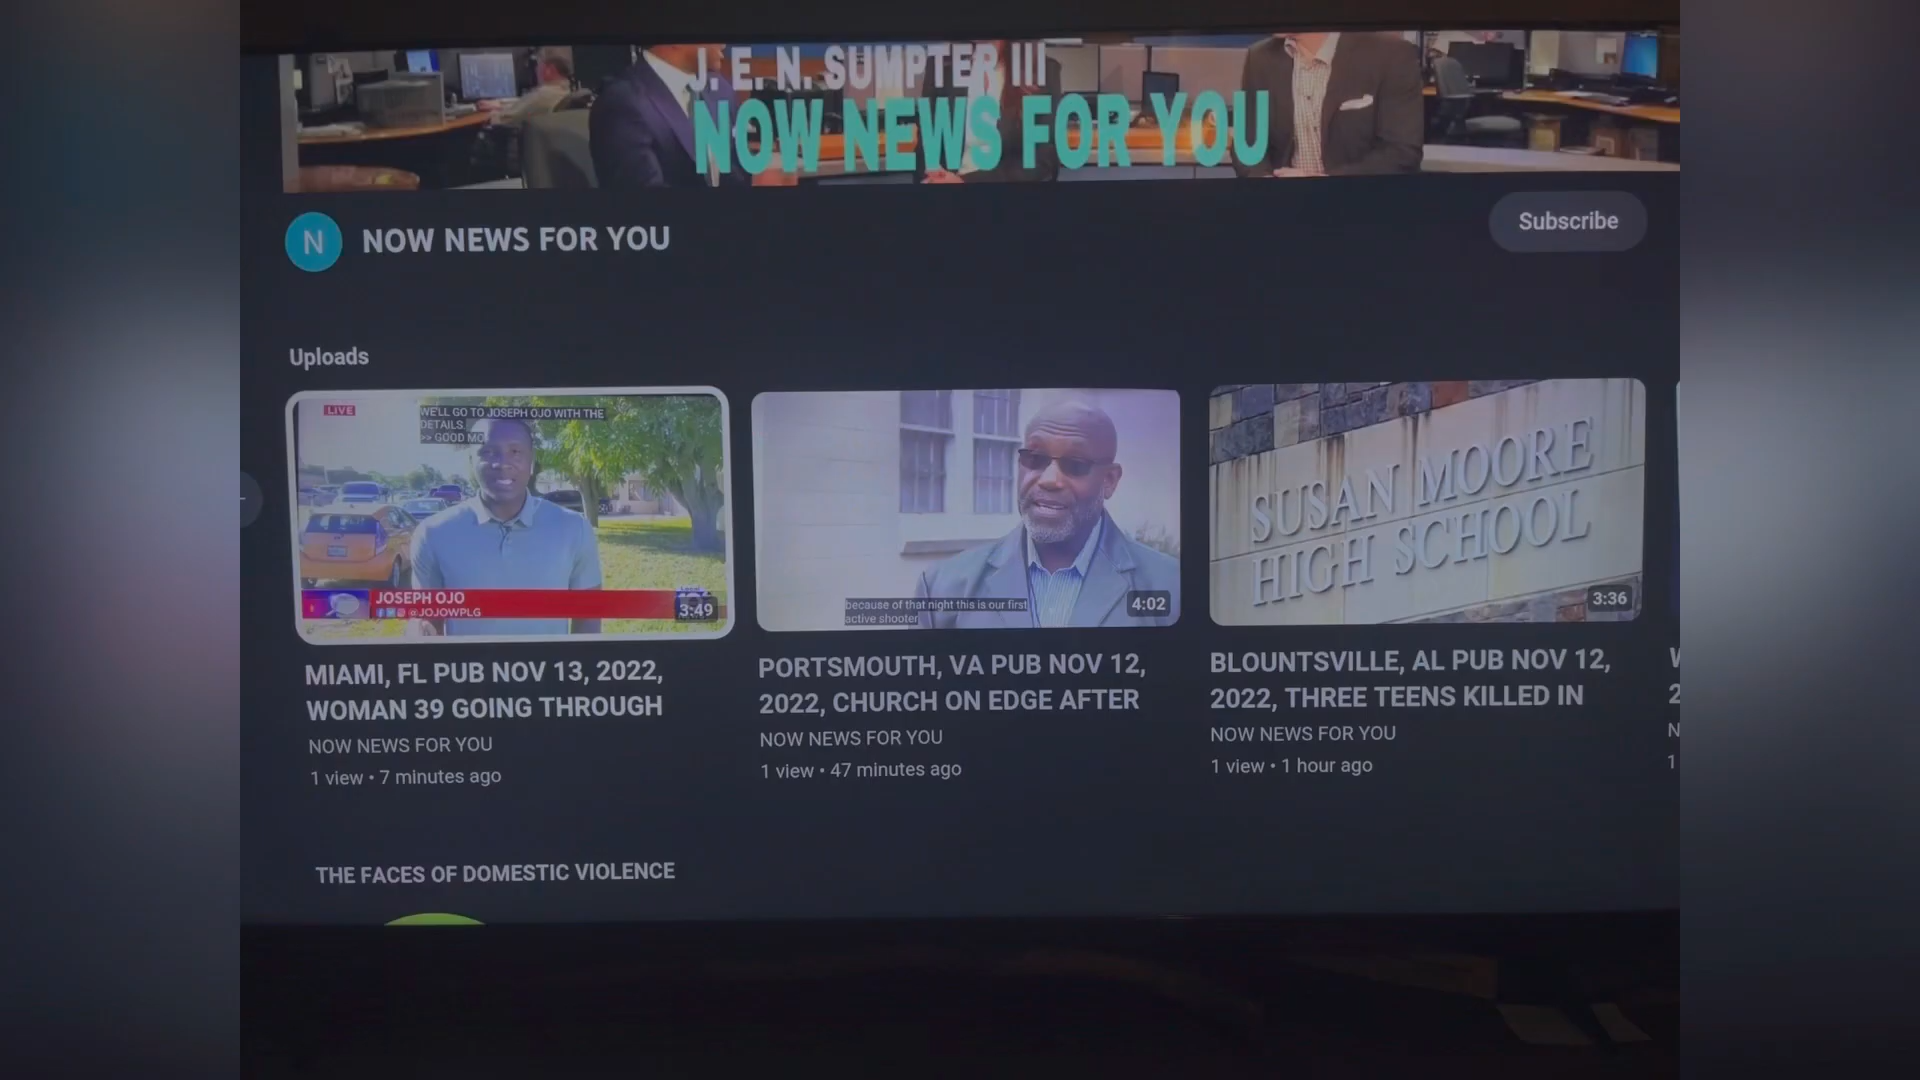 J. E. N. SUMPTER III
NOW NEWS FOR YOU
N
NOW NEWS FOR YOU
Subscribe
Uploads
LIVE
WE'LL GO TO JOSEPH OJO WITH THE
DETAILS.
>> GOOD MO
JOSEPH OJO
@JOJOWPLG
3:49
because of that night this is our first
active shooter
4:02
SUSAN MOORE
HIGH SCHOOL
3:36
MIAMI, FL PUB NOV 13, 2022,
WOMAN 39 GOING THROUGH
NOW NEWS FOR YOU
1 view • 7 minutes ago
PORTSMOUTH, VA PUB NOV 12,
2022, CHURCH ON EDGE AFTER
NOW NEWS FOR YOU
1 view • 47 minutes ago
BLOUNTSVILLE, AL PUB NOV 12,
2022, THREE TEENS KILLED IN
NOW NEWS FOR YOU
1 view • 1 hour ago
2
N
1
THE FACES OF DOMESTIC VIOLENCE